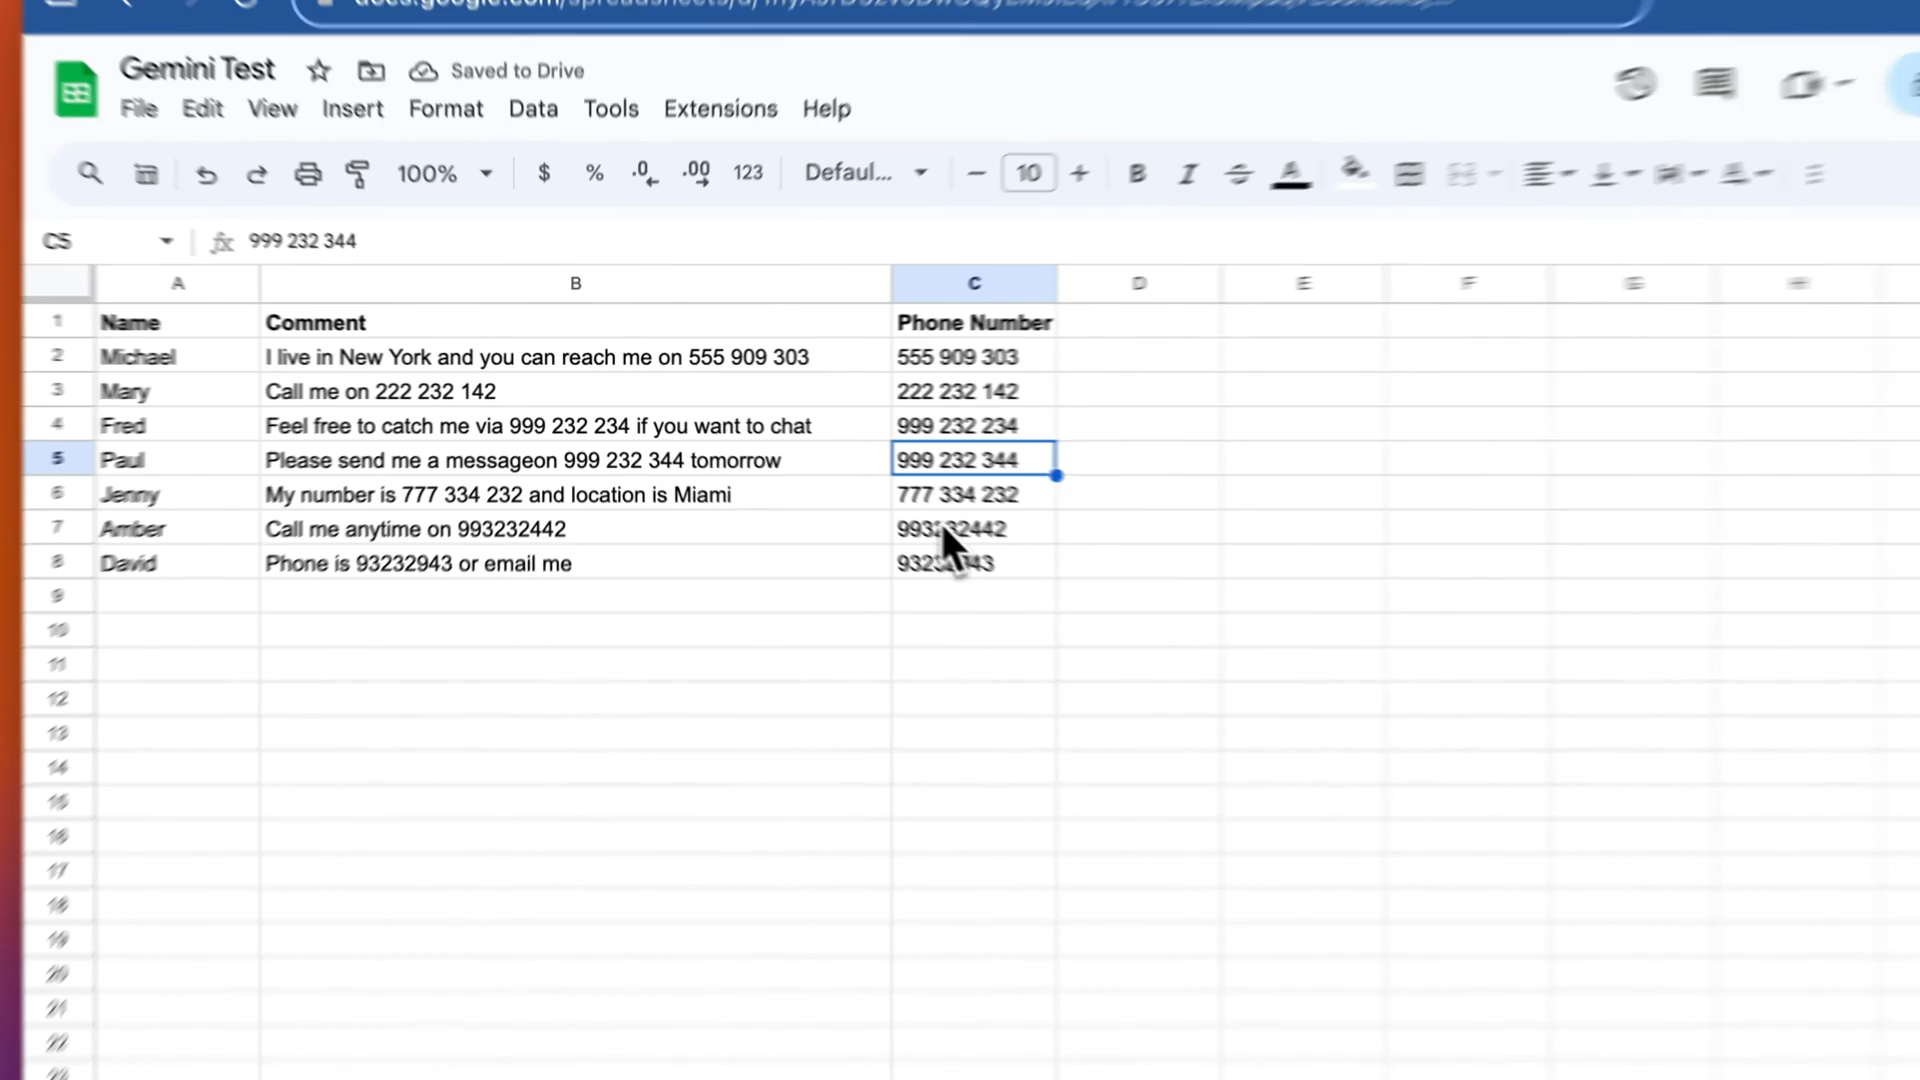 Gemini Test Saved to Drive
File Edit View Insert Format Data Tools Extensions Help
100% $ % .0 .00 123 Defaul... 10 B I A
C5 fx 999 232 344
A B C D E F
1 Name Comment Phone Number
2 Michael I live in New York and you can reach me on 555 909 303 555 909 303
3 Mary Call me on 222 232 142 222 232 142
4 Fred Feel free to catch me via 999 232 234 if you want to chat 999 232 234
5 Paul Please send me a messageon 999 232 344 tomorrow 999 232 344
6 Jenny My number is 777 334 232 and location is Miami 777 334 232
7 Amber Call me anytime on 993232442
8 David Phone is 93232943 or email me
9
10
11
12
13
14
15
16
17
18
19
20
21
22